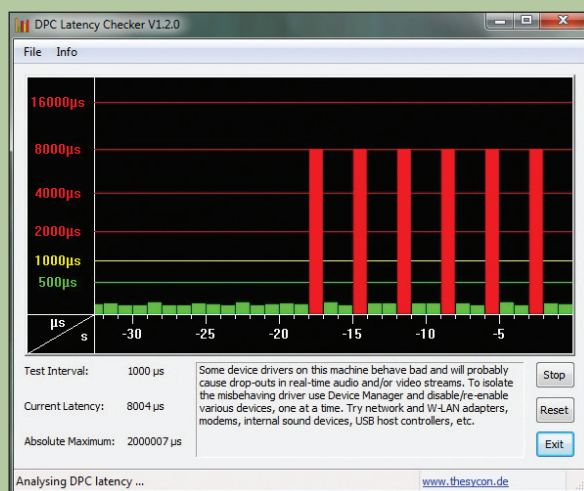 DPC Latency Checker V1.2.0
File Info
16000µs
8000µs
4000µs
2000µs
1000µs
500µs
µs
s
-30 -25 -20 -15 -10 -5
Test Interval: 1000 µs
Current Latency: 8004 µs
Absolute Maximum: 2000007 µs
Some device drivers on this machine behave bad and will probably
cause drop-outs in real-time audio and/or video streams. To isolate
the misbehaving driver use Device Manager and disable/re-enable
various devices, one at a time. Try network and W-LAN adapters,
modems, internal sound devices, USB host controllers, etc.
Stop
Reset
Exit
Analysing DPC latency ...
www.thesycon.de